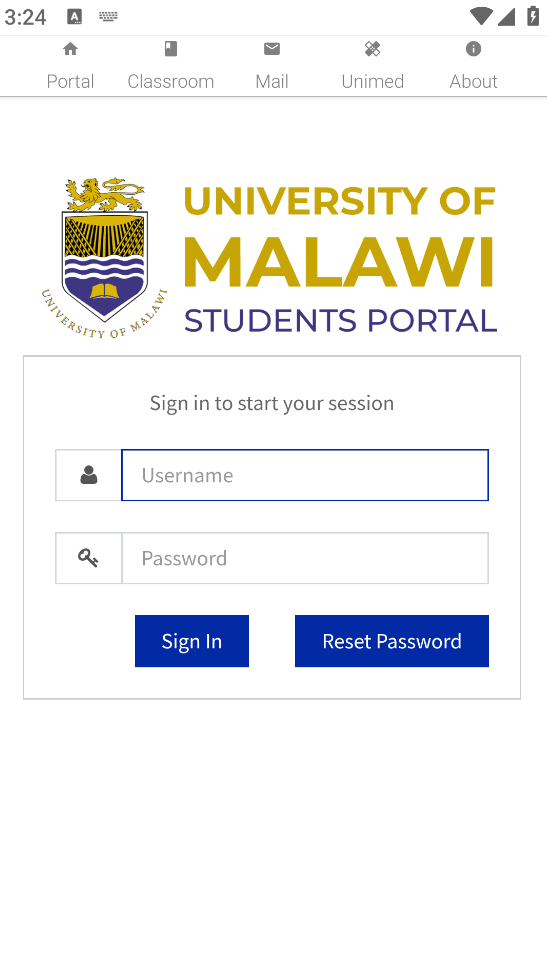 3:24
A
Portal Classroom Mail Unimed About
UNIVERSITY OF
MALAWI
STUDENTS PORTAL
UNIVERSITY OF MALAWI
Sign in to start your session
Username
Password
Sign In Reset Password